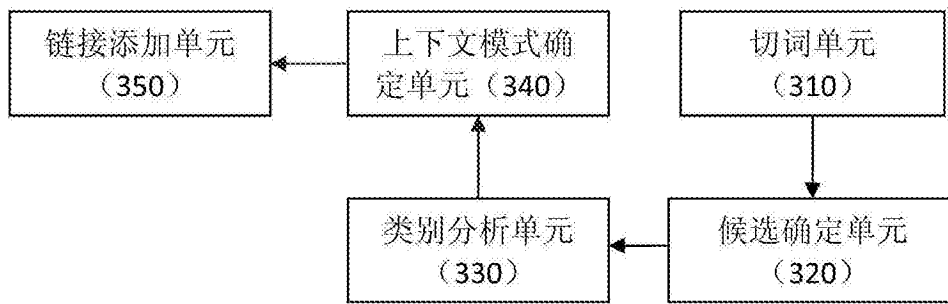 链接添加单元
（350）
上下文模式确
定单元（340）
切词单元
（310）
类别分析单元
（330）
候选确定单元
（320）